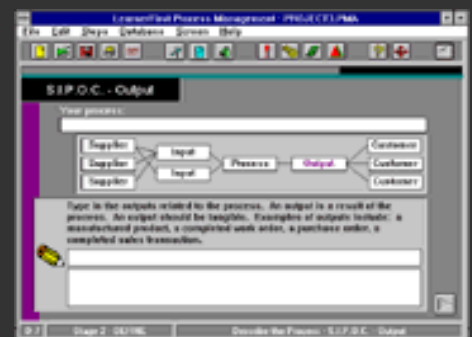 LearnerFirst Process Management - PROJECT1.PMA
File Edit Steps Database Screen Help
S.I.P.O.C. - Output
Your process:
Supplier Input Process Output Customer
Supplier Input Customer
Supplier Customer
Type in the outputs related to the process. An output is a result of the
process. An output should be tangible. Examples of outputs include: a
manufactured product, a completed work order, a purchase order, a
completed sales transaction.
Stage 2 - DEFINE Describe the Process - S.I.P.O.C. - Output